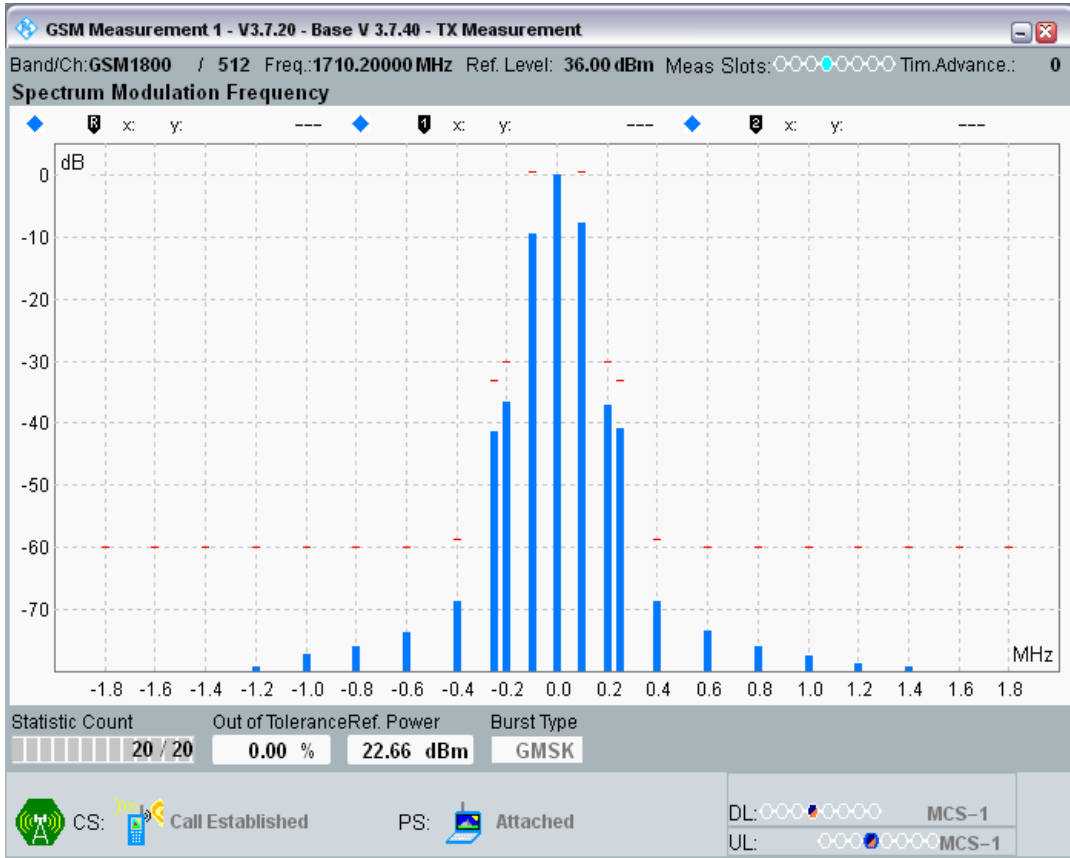 GSM Measurement 1 - V3.7.20 - Base V 3.7.40 - TX Measurement
Band/Ch:GSM1800 / 512 Freq.:1710.20000 MHz Ref. Level: 36.00 dBm Meas Slots: Tim.Advance.: 0
Spectrum Modulation Frequency
R x: y: --- 1 x: y: --- 2 x: y: ---
dB
0
-10
-20
-30
-40
-50
-60
-70
MHz
-1.8 -1.6 -1.4 -1.2 -1.0 -0.8 -0.6 -0.4 -0.2 0.0 0.2 0.4 0.6 0.8 1.0 1.2 1.4 1.6 1.8
Statistic Count Out of Tolerance Ref. Power Burst Type
20 / 20 0.00 % 22.66 dBm GMSK
CS: Call Established PS: Attached
DL: MCS-1
UL: MCS-1